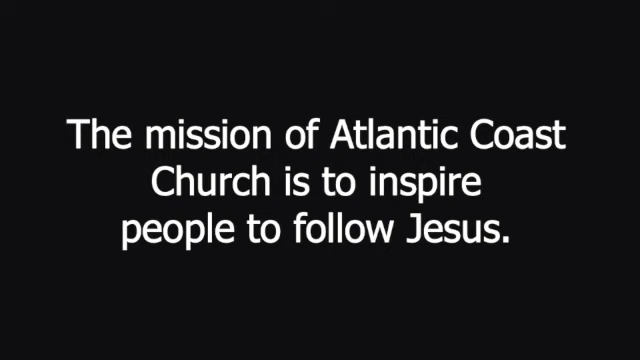 The mission of Atlantic Coast
Church is to inspire
people to follow Jesus.